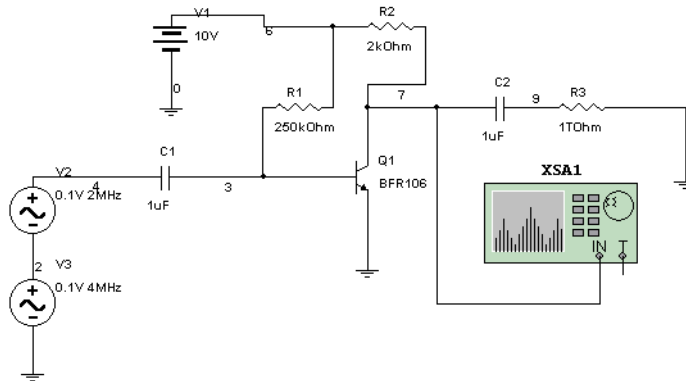 V1
10V
6
0
R2
2kOhm
R1
250kOhm
7
C2
1uF
9
R3
1TOhm
C1
1uF
3
Q1
BFR106
V2
0.1V 2MHz
4
2
V3
0.1V 4MHz
XSA1
IN T